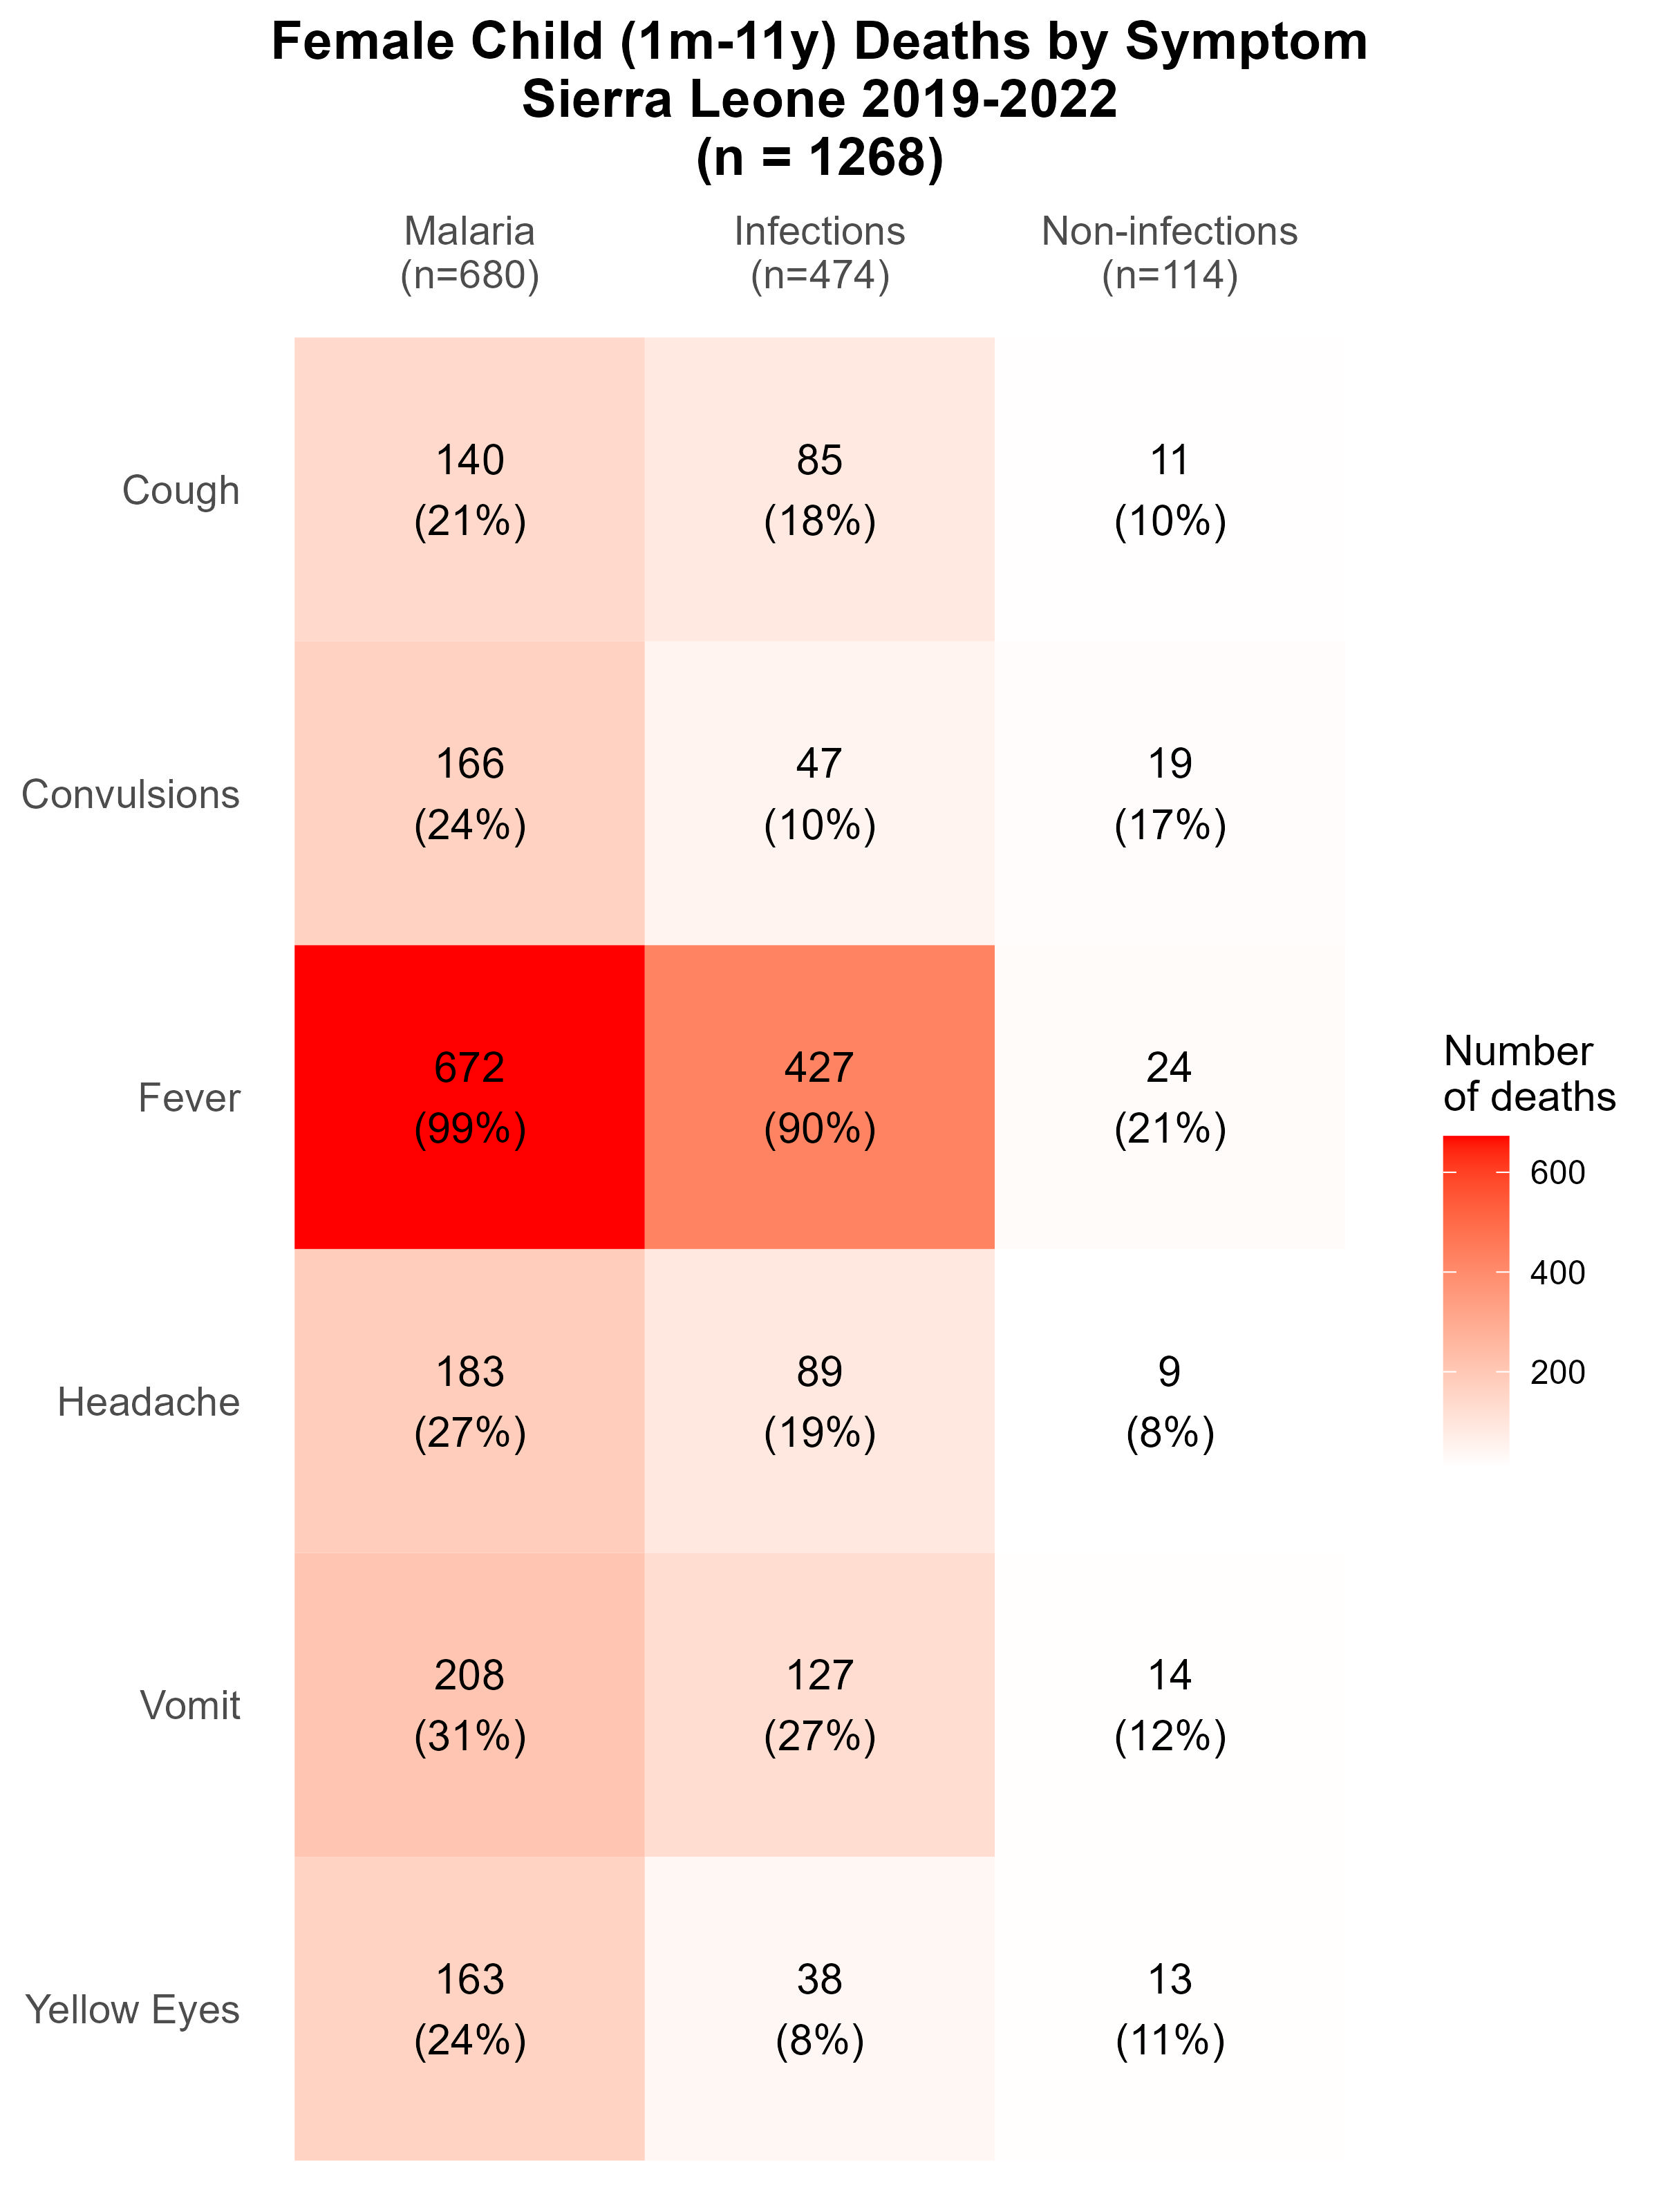 Female Child (1m-11y) Deaths by Symptom
Sierra Leone 2019-2022
(n = 1268)
Malaria Infections Non-infections
(n=680) (n=474) (n=114)
Cough
140 85 11
(21%) (18%) (10%)
Convulsions
166 47 19
(24%) (10%) (17%)
Fever
672 427 24
(99%) (90%) (21%)
Headache
183 89 9
(27%) (19%) (8%)
Vomit
208 127 14
(31%) (27%) (12%)
Yellow Eyes
163 38 13
(24%) (8%) (11%)
Number
of deaths
600
400
200